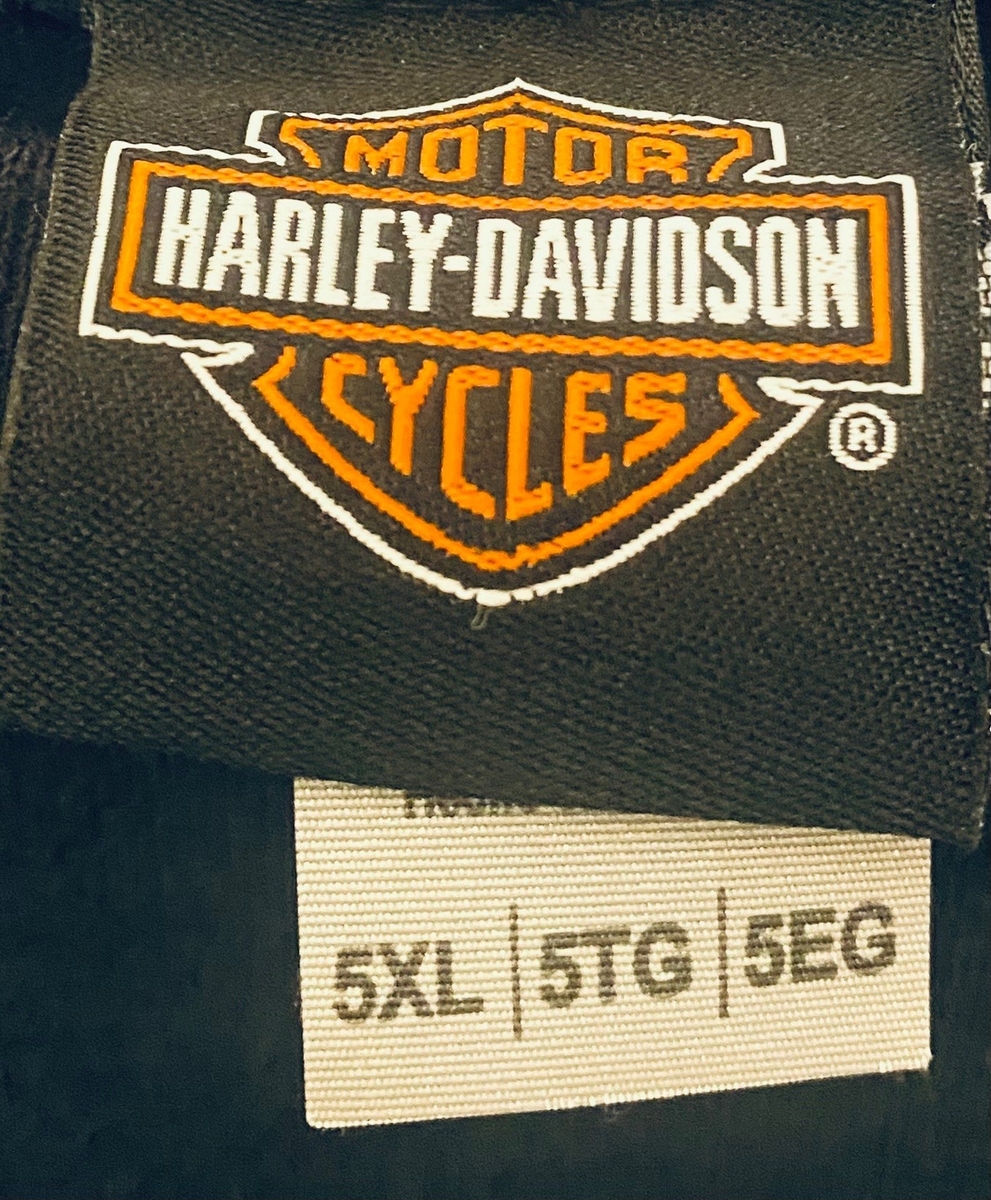 MOTOR
HARLEY-DAVIDSON
CYCLES
®
5XL | 5TG | 5EG